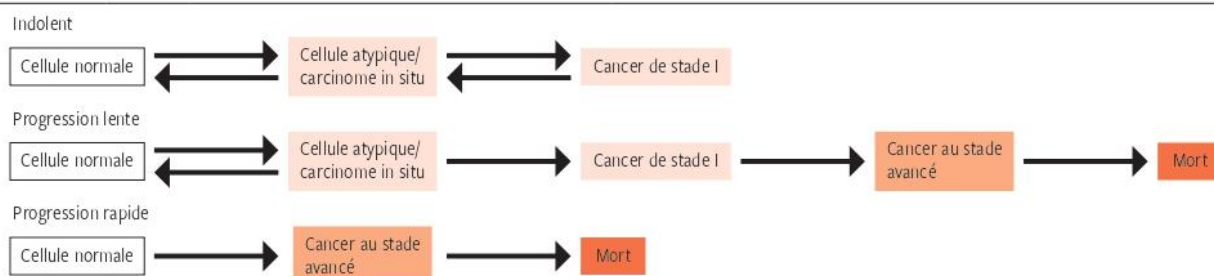 Indolent
Cellule normale
Cellule atypique/
carcinome in situ
Cancer de stade I
Progression lente
Cellule normale
Cellule atypique/
carcinome in situ
Cancer de stade I
Cancer au stade
avancé
Mort
Progression rapide
Cellule normale
Cancer au stade
avancé
Mort